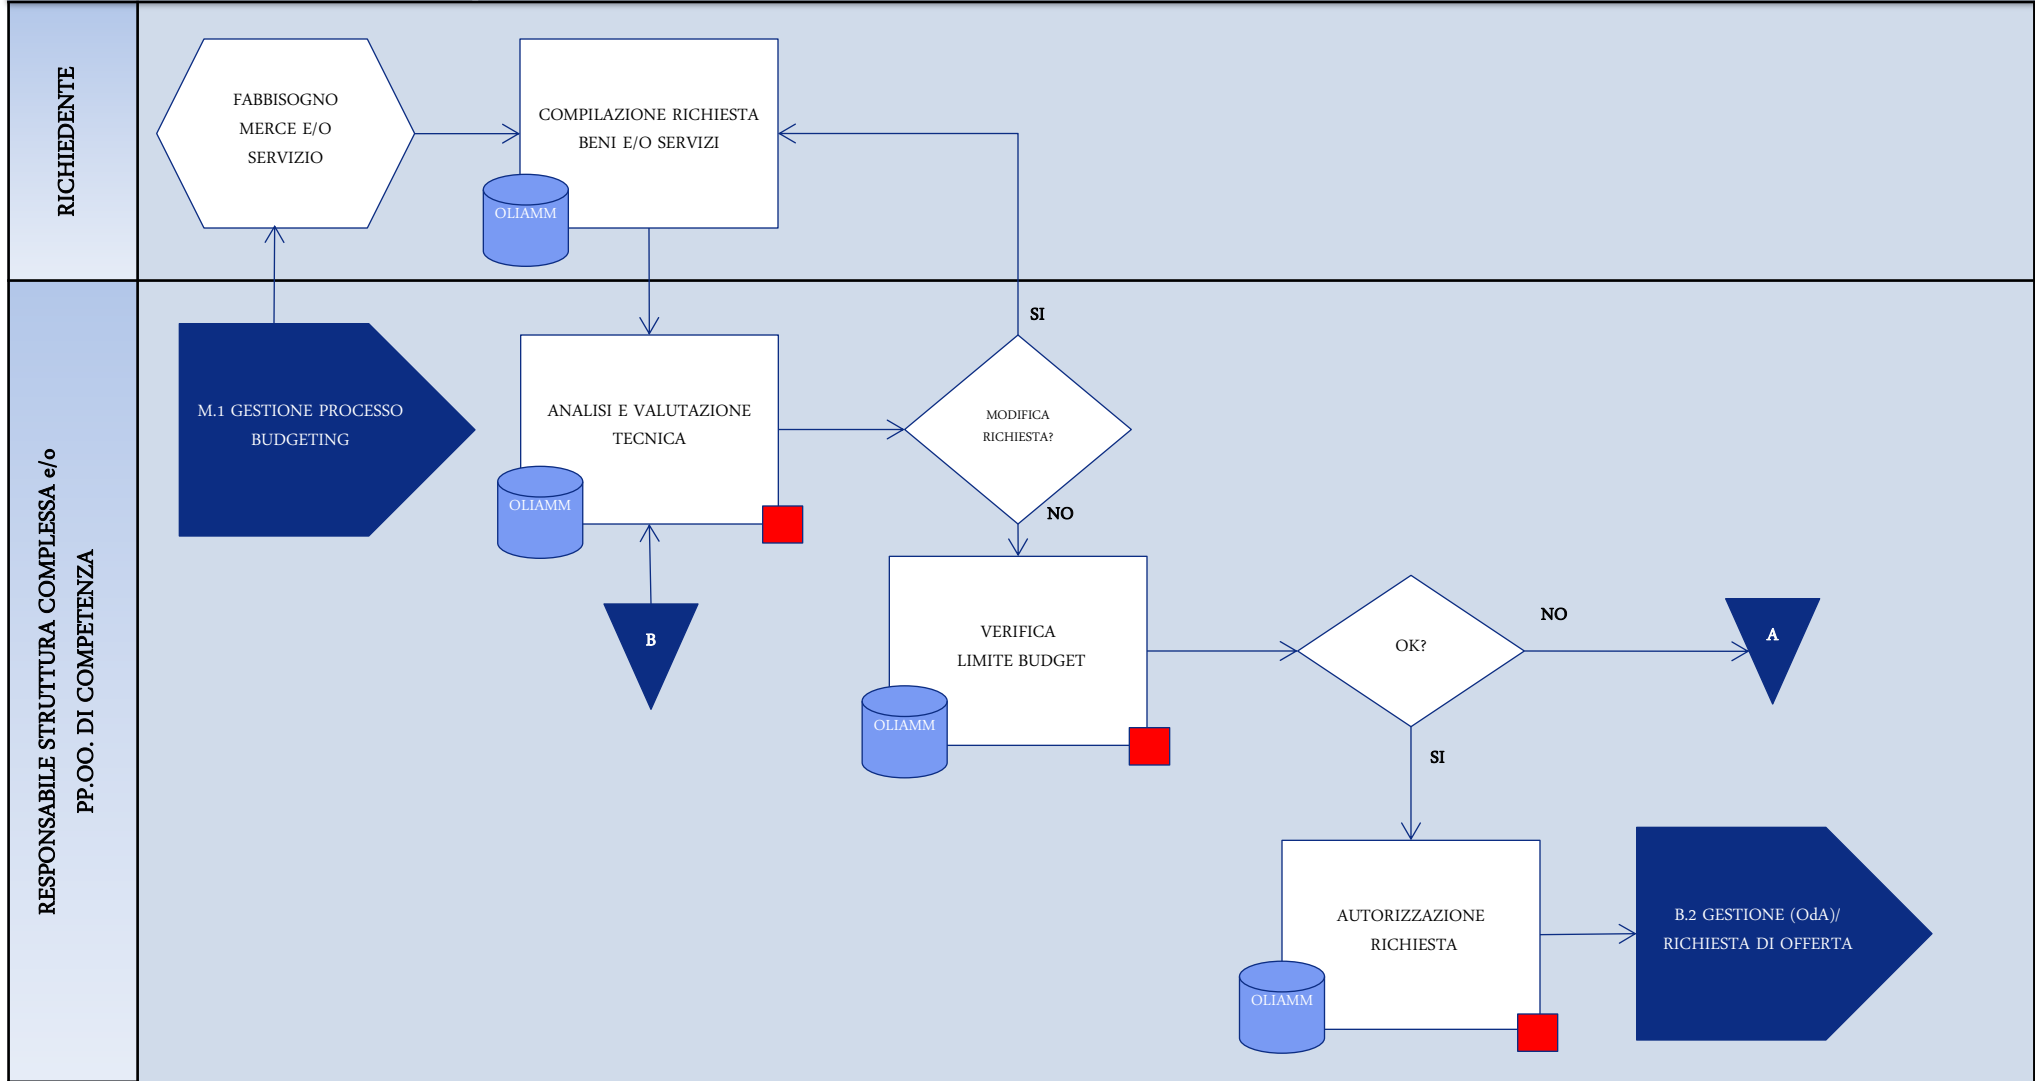 RICHIEDENTE
FABBISOGNO
MERCE E/O
SERVIZIO
COMPILAZIONE RICHIESTA
BENI E/O SERVIZI
OLIAMM
RESPONSABILE STRUTTURA COMPLESSA e/o
PP.OO. DI COMPETENZA
M.1 GESTIONE PROCESSO
BUDGETING
ANALISI E VALUTAZIONE
TECNICA
OLIAMM
B
SI
MODIFICA
RICHIESTA?
NO
VERIFICA
LIMITE BUDGET
OLIAMM
OK?
NO
A
SI
AUTORIZZAZIONE
RICHIESTA
OLIAMM
B.2 GESTIONE (OdA)/
RICHIESTA DI OFFERTA